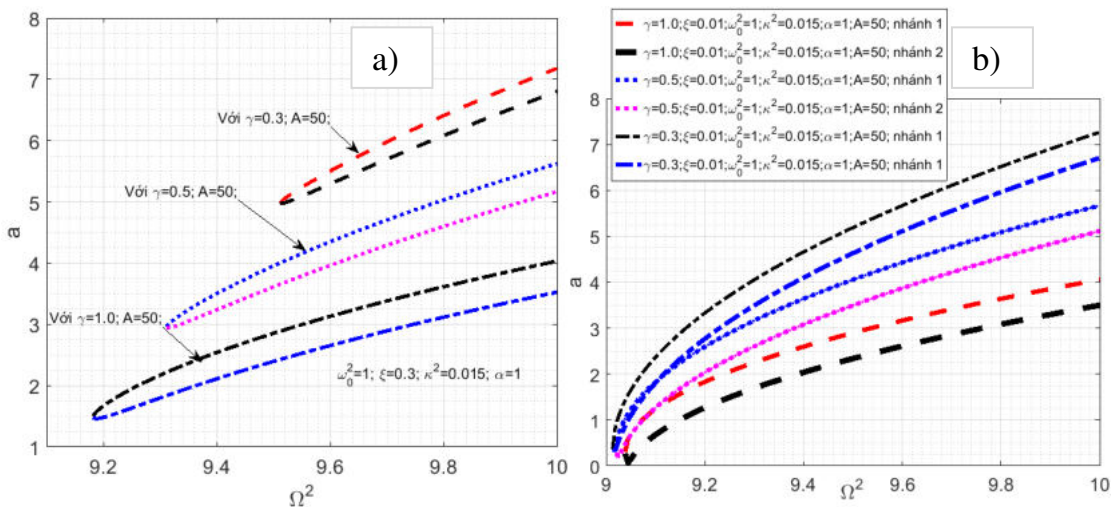 a)
8
7
6
5
4
3
2
1
a
Với γ=0.3; A=50;
Với γ=0.5; A=50;
Với γ=1.0; A=50;
ω₀²=1; ξ=0.3; κ²=0.015; α=1
9.2 9.4 9.6 9.8 10
Ω²
γ=1.0;ξ=0.01;ω₀²=1;κ²=0.015;α=1;A=50; nhánh 1
γ=1.0;ξ=0.01;ω₀²=1;κ²=0.015;α=1;A=50; nhánh 2
γ=0.5;ξ=0.01;ω₀²=1;κ²=0.015;α=1;A=50; nhánh 1
γ=0.5;ξ=0.01;ω₀²=1;κ²=0.015;α=1;A=50; nhánh 2
γ=0.3;ξ=0.01;ω₀²=1;κ²=0.015;α=1;A=50; nhánh 1
γ=0.3;ξ=0.01;ω₀²=1;κ²=0.015;α=1;A=50; nhánh 1
b)
8
7
6
5
4
3
2
1
0
a
9 9.2 9.4 9.6 9.8 10
Ω²